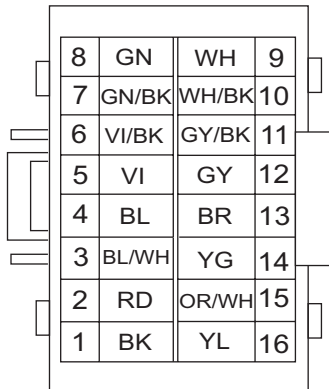 8 GN WH 9
7 GN/BK WH/BK 10
6 VI/BK GY/BK 11
5 VI GY 12
4 BL BR 13
3 BL/WH YG 14
2 RD OR/WH 15
1 BK YL 16